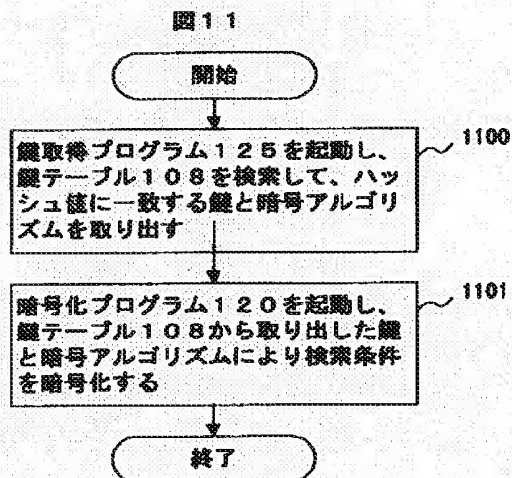 図11
開始
鍵取得プログラム125を起動し、
鍵テーブル108を検索して、ハッ
シュ値に一致する鍵と暗号アルゴリ
ズムを取り出す
1100
暗号化プログラム120を起動し、
鍵テーブル108から取り出した鍵
と暗号アルゴリズムにより検索条件
を暗号化する
1101
終了